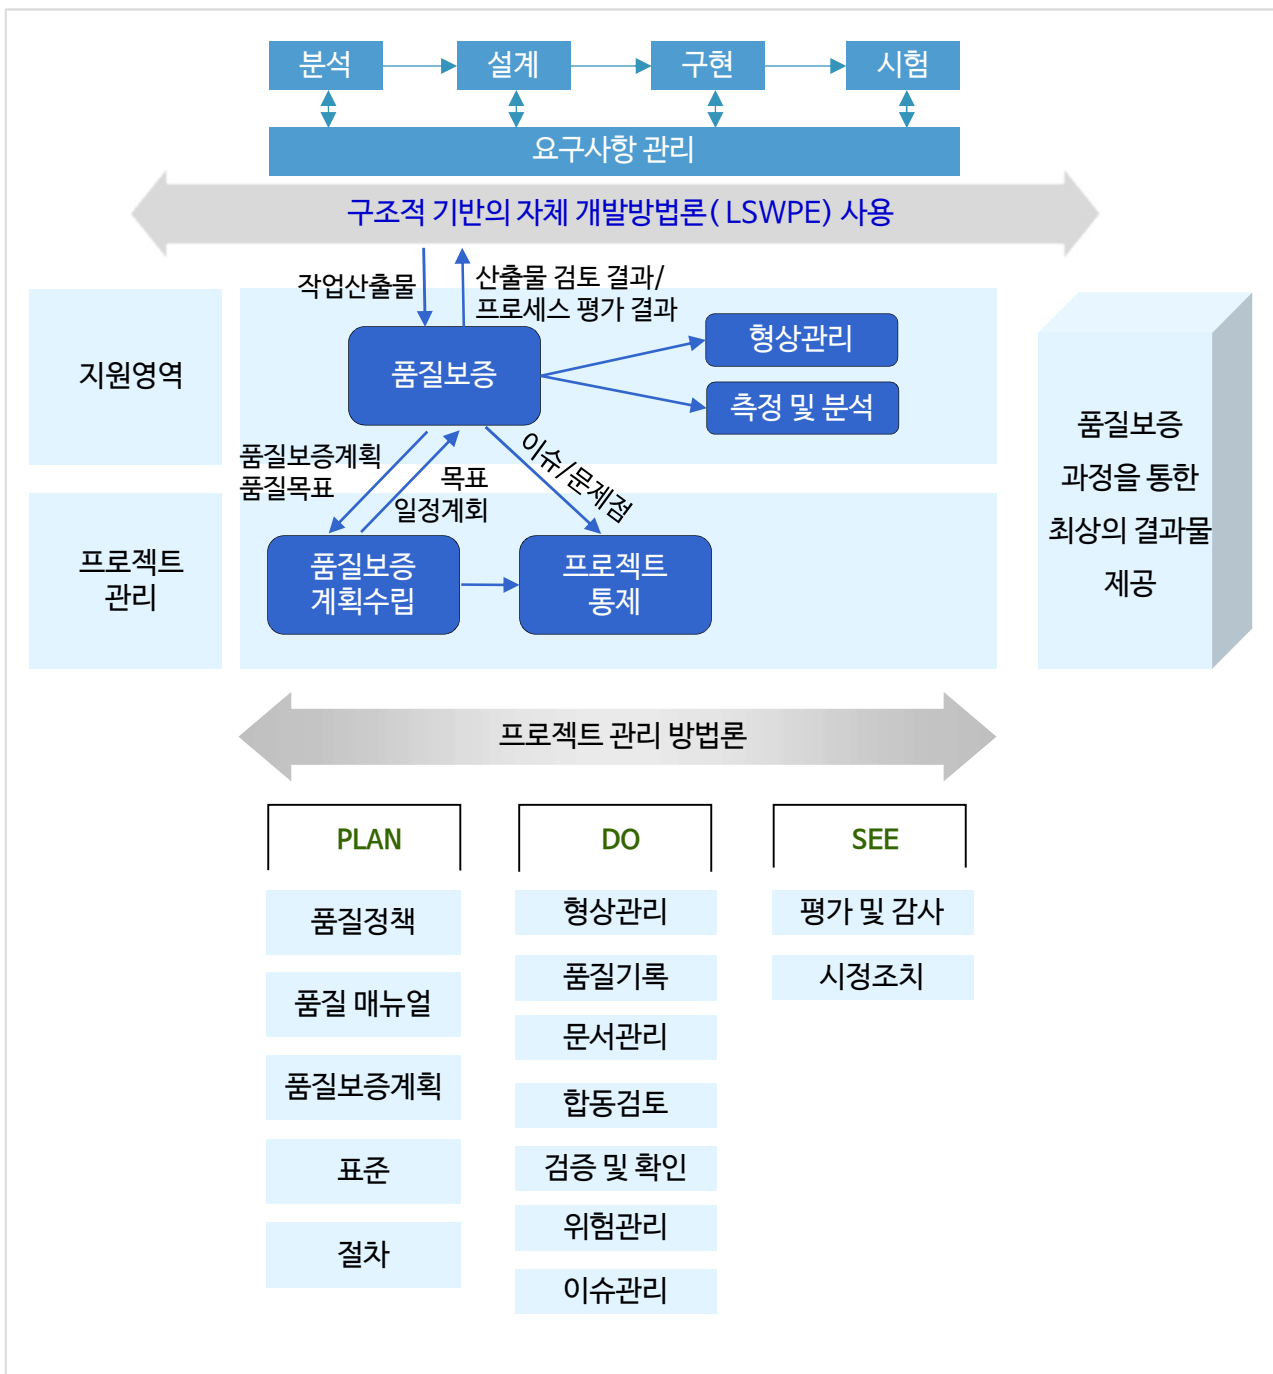 분석
설계
구현
시험
요구사항 관리
구조적 기반의 자체 개발방법론( LSWPE) 사용
작업산출물
산출물 검토 결과/
프로세스 평가 결과
지원영역
품질보증
형상관리
측정 및 분석
품질보증계획
품질목표
목표
일정계회
이슈/문제점
프로젝트
관리
품질보증
계획수립
프로젝트
통제
품질보증
과정을 통한
최상의 결과물
제공
프로젝트 관리 방법론
PLAN
품질정책
품질 매뉴얼
품질보증계획
표준
절차
DO
형상관리
품질기록
문서관리
합동검토
검증 및 확인
위험관리
이슈관리
SEE
평가 및 감사
시정조치